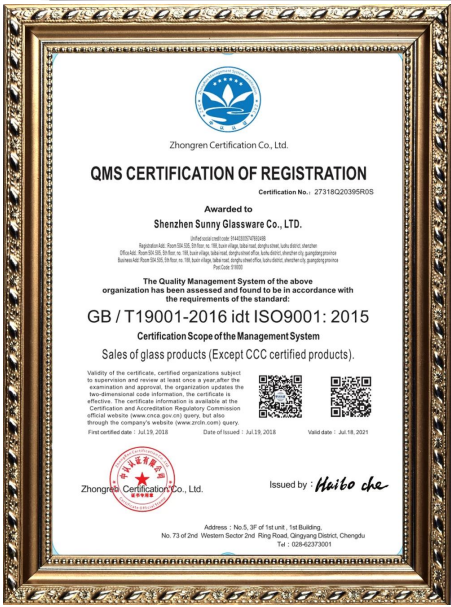 Zhongren Certification Co., Ltd.
QMS CERTIFICATION OF REGISTRATION
Certification No.: 27318Q20395R0S
Awarded to
Shenzhen Sunny Glassware Co., LTD.
The Quality Management System of the above
organization has been assessed and found to be in accordance with
the requirements of the standard:
GB / T19001-2016 idt ISO9001: 2015
Certification Scope of the Management System
Sales of glass products (Except CCC certified products).
Validity of the certificate, certified organizations subject
to supervision and review at least once a year,after the
examination and approval, the organization updates the
two-dimensional code information, the certificate is
effective. The certificate information is available at the
Certification and Accreditation Regulatory Commission
official website (www.cnca.gov.cn) query, but also
through the company's website (www.zrcln.com) query.
First certified date : Jul.19, 2018 Date of Issued : Jul.19, 2018 Valid date : Jul.18, 2021
Zhongren Certification Co., Ltd.
Issued by : Haibo che
Address : No.5, 3F of 1st unit , 1st Building,
No. 73 of 2nd Western Sector 2nd Ring Road, Qingyang District, Chengdu
Tel : 028-62373001